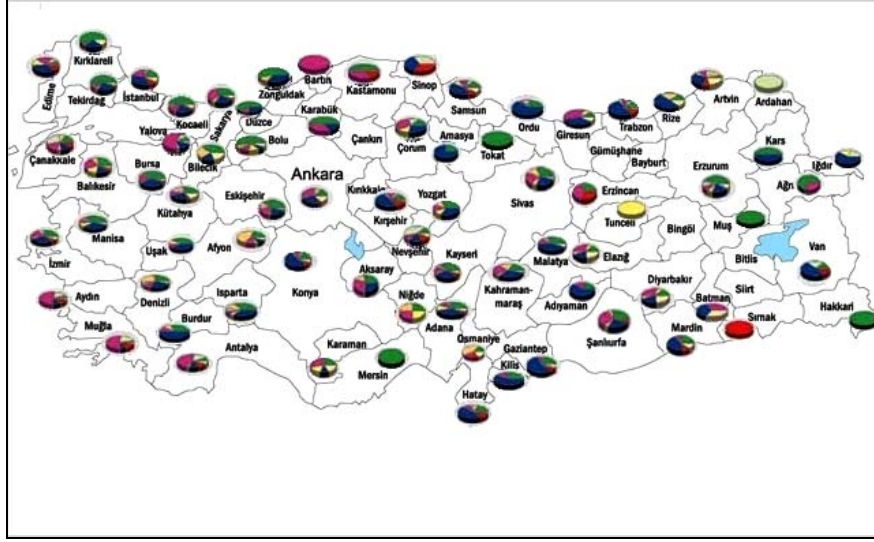 Kırklareli
Edirne
Tekirdağ
İstanbul
Kocaeli
Sakarya
Yalova
Düzce
Zonguldak
Bartın
Karabük
Kastamonu
Sinop
Samsun
Ordu
Giresun
Trabzon
Rize
Artvin
Ardahan
Çanakkale
Bursa
Bilecik
Bolu
Çankırı
Çorum
Amasya
Tokat
Gümüşhane
Bayburt
Erzurum
Kars
Iğdır
Ağrı
Balıkesir
Kütahya
Eskişehir
Ankara
Kırşehir
Yozgat
Sivas
Erzincan
Tunceli
Bingöl
Muş
Manisa
Uşak
Afyon
Nevşehir
Kayseri
Malatya
Elazığ
Bitlis
Van
İzmir
Aydın
Denizli
Isparta
Konya
Aksaray
Niğde
Kahraman-
maraş
Adıyaman
Diyarbakır
Batman
Siirt
Şırnak
Hakkari
Muğla
Burdur
Antalya
Karaman
Mersin
Adana
Osmaniye
Gaziantep
Kilis
Şanlıurfa
Mardin
Hatay